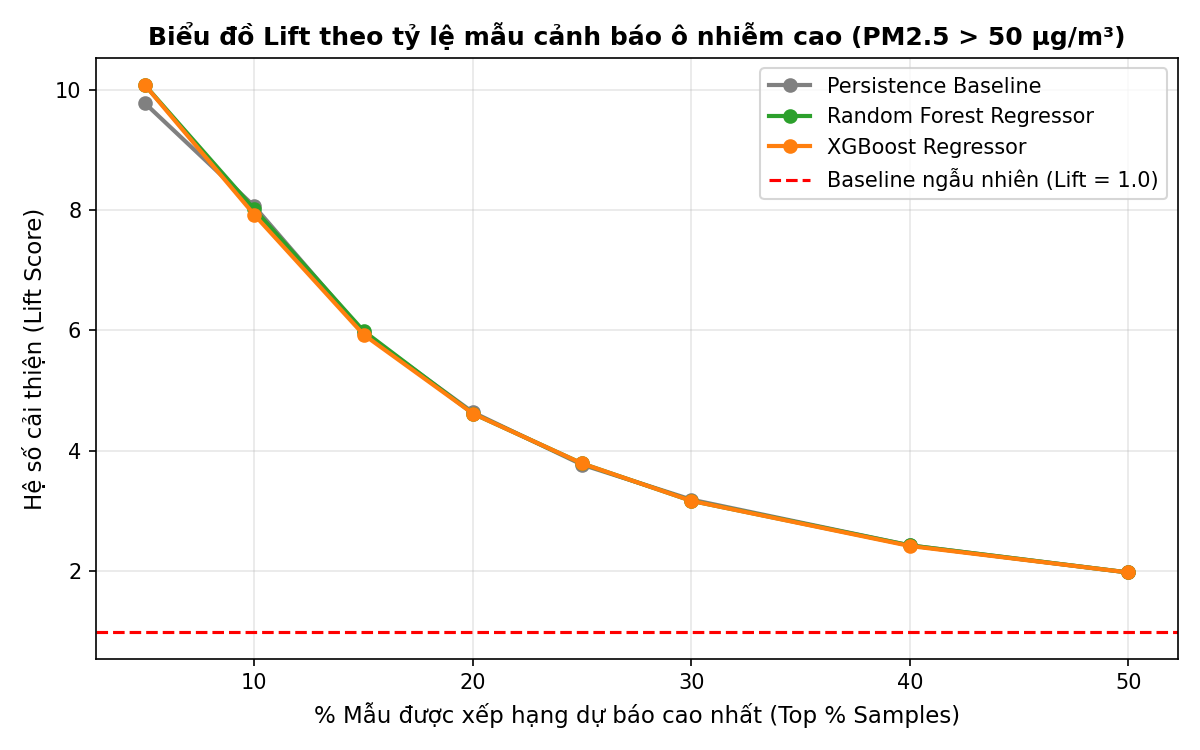 Biểu đồ Lift theo tỷ lệ mẫu cảnh báo ô nhiễm cao (PM2.5 > 50 µg/m³)
Persistence Baseline
Random Forest Regressor
XGBoost Regressor
Baseline ngẫu nhiên (Lift = 1.0)
Hệ số cải thiện (Lift Score)
10
8
6
4
2
10
20
30
40
50
% Mẫu được xếp hạng dự báo cao nhất (Top % Samples)